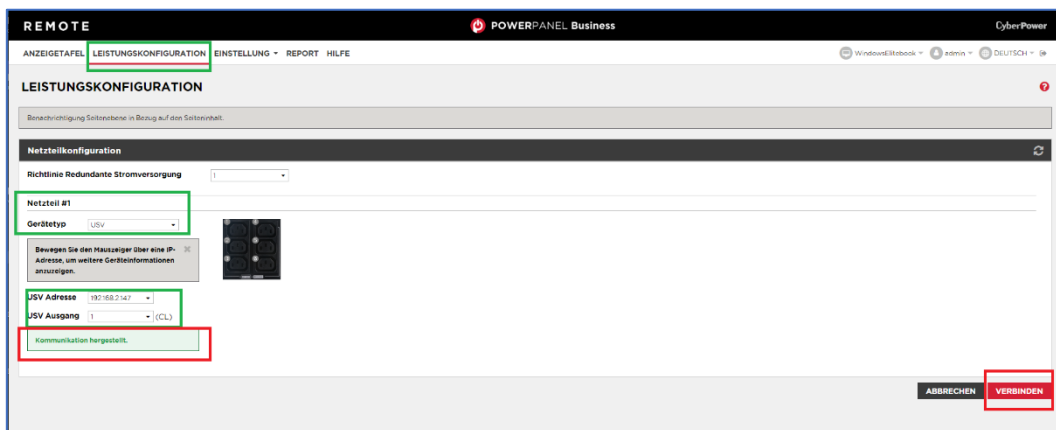 REMOTE
POWERPANEL Business
CyberPower
ANZEIGETAFEL LEISTUNGSKONFIGURATION EINSTELLUNG REPORT HILFE
WindowsElitebook admin DEUTSCH
LEISTUNGSKONFIGURATION
Benachrichtigung Seitenebene in Bezug auf den Seiteninhalt.
Netzteilkonfiguration
Richtlinie Redundante Stromversorgung 1
Netzteil #1
Gerätetyp USV
Bewegen Sie den Mauszeiger über eine IP-
Adresse, um weitere Geräteinformationen
anzuzeigen.
USV Adresse 192.168.2.147
USV Ausgang 1 (CL)
Kommunikation hergestellt.
ABBRECHEN VERBINDEN